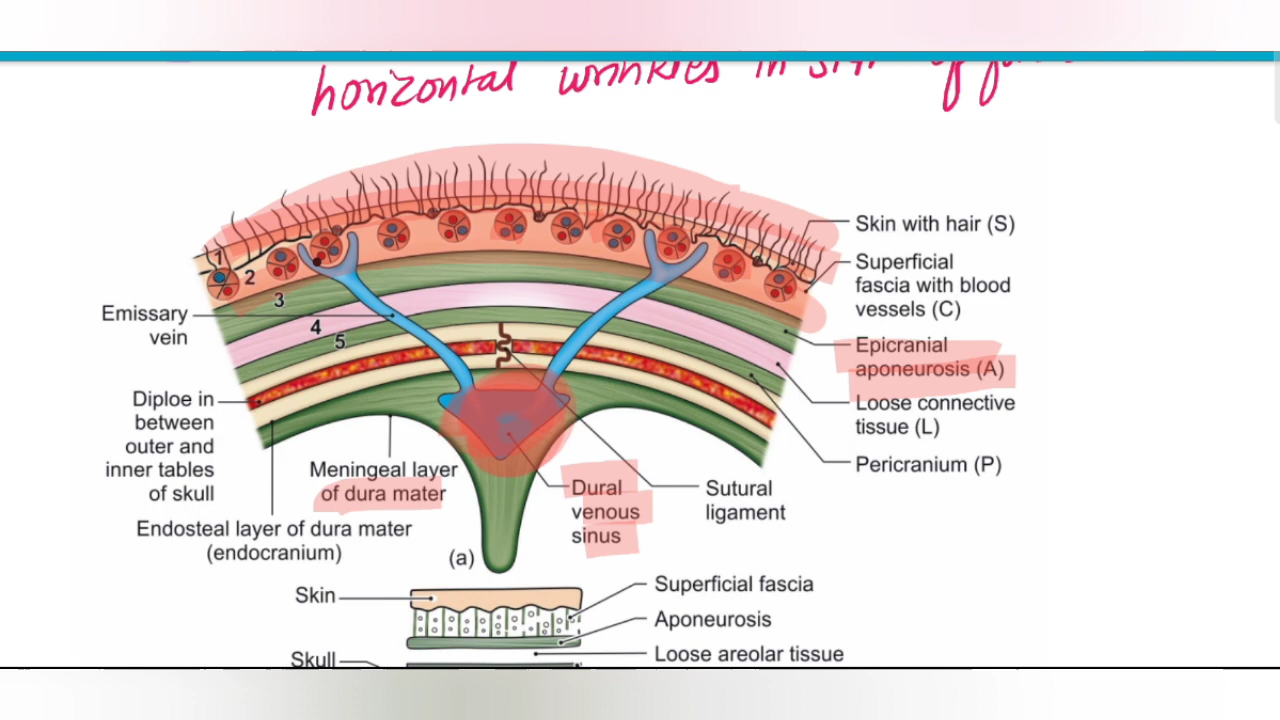 horizontal wrinkles in
1
2
3
4
5
Skin with hair (S)
Superficial
fascia with blood
vessels (C)
Epicranial
aponeurosis (A)
Loose connective
tissue (L)
Pericranium (P)
Emissary
vein
Diploe in
between
outer and
inner tables
of skull
Meningeal layer
of dura mater
Endosteal layer of dura mater
(endocranium)
Dural
venous
sinus
Sutural
ligament
(a)
Skin
Superficial fascia
Aponeurosis
Loose areolar tissue
Skull